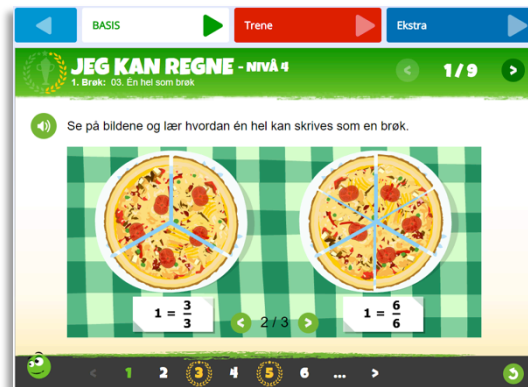 BASIS Trene Ekstra
JEG KAN REGNE - NIVÅ 4 1/9
1. Brøk: 03. Én hel som brøk
Se på bildene og lær hvordan én hel kan skrives som en brøk.
1 = 3/3 2 / 3 1 = 6/6
< 1 2 3 4 5 6 ... >